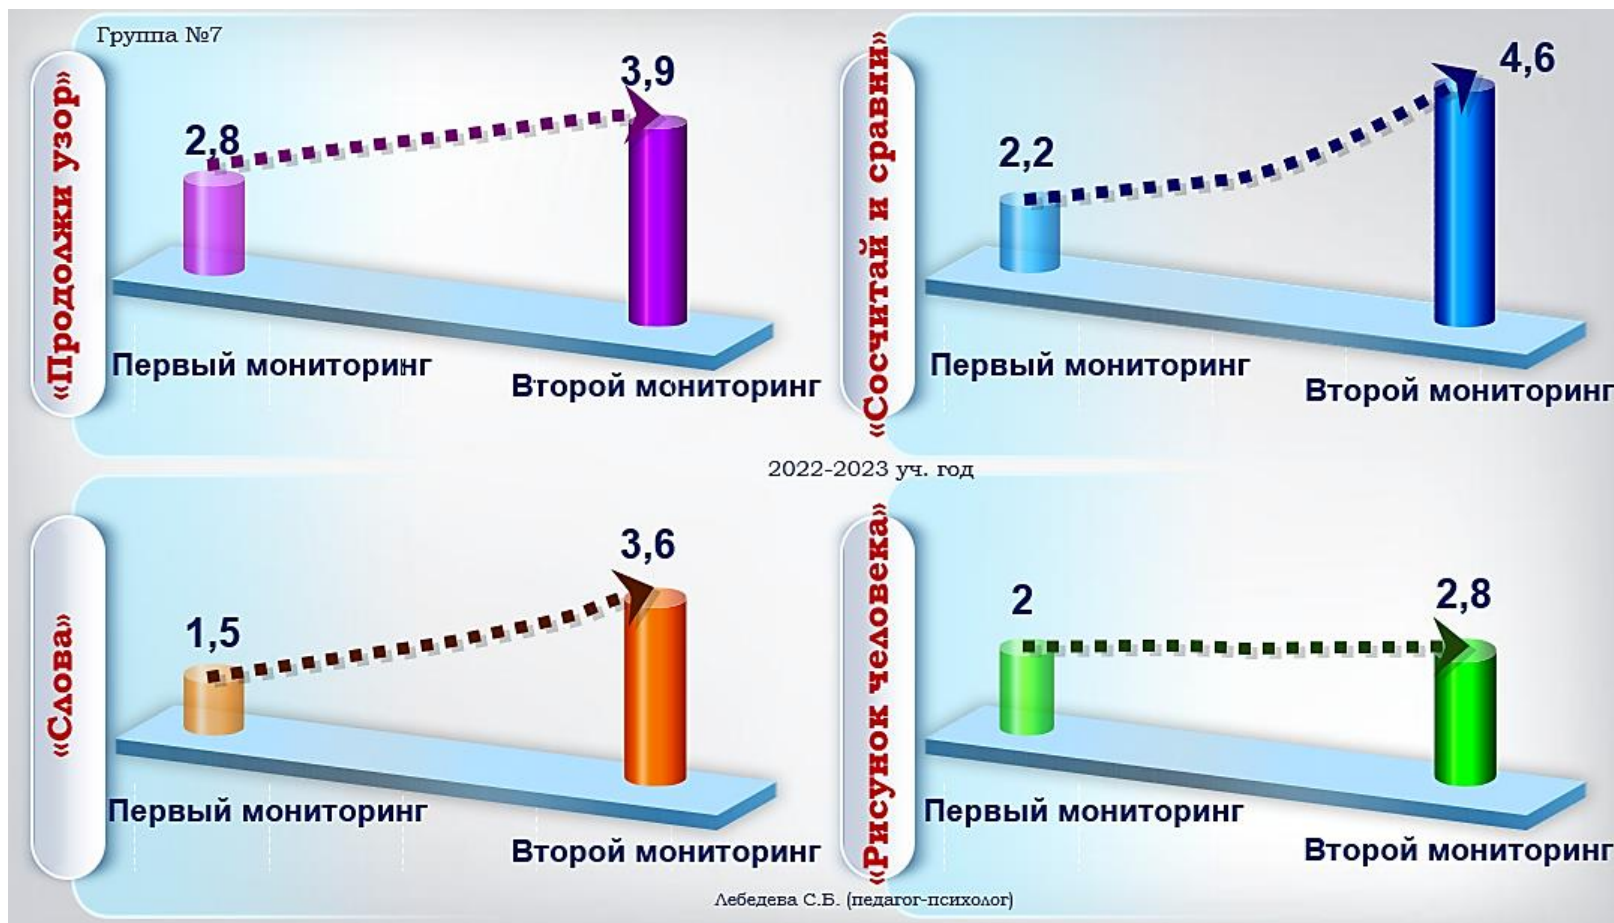 Группа №7
«Продолжи узор»
2,8
3,9
Первый мониторинг
Второй мониторинг
«Сосчитай и сравни»
2,2
4,6
Первый мониторинг
Второй мониторинг
2022-2023 уч. год
«Слова»
1,5
3,6
Первый мониторинг
Второй мониторинг
«Рисунок человека»
2
2,8
Первый мониторинг
Второй мониторинг
Лебедева С.Б. (педагог-психолог)